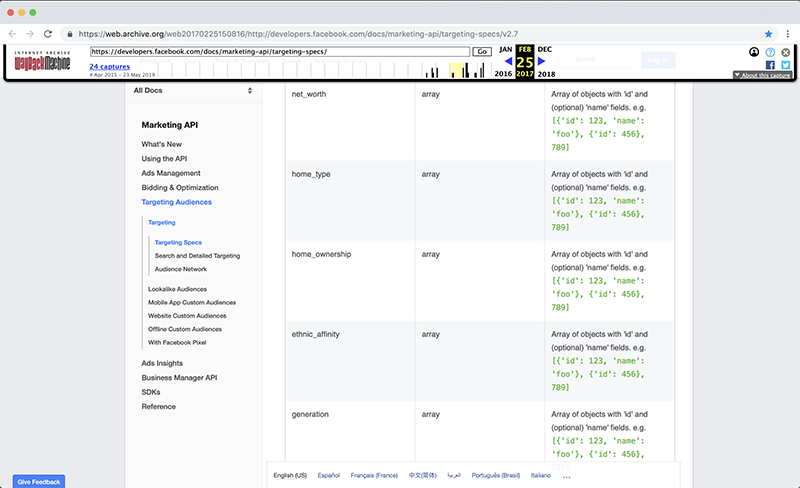 https://web.archive.org/web20170225150816/http://developers.facebook.com/docs/marketing-api/targeting-specs/v2.7
INTERNET ARCHIVE
WayBackMachine
https://developers.facebook.com/docs/marketing-api/targeting-specs/
Go
JAN FEB DEC
24 captures
25
4 Apr 2015 – 23 May 2019
2016 2017 2018
Search
Log In
About this capture
All Docs
Marketing API
What's New
Using the API
Ads Management
Bidding & Optimization
Targeting Audiences
Targeting
Targeting Specs
Search and Detailed Targeting
Audience Network
Lookalike Audiences
Mobile App Custom Audiences
Website Custom Audiences
Offline Custom Audiences
With Facebook Pixel
Ads Insights
Business Manager API
SDKs
Reference
net_worth
array
Array of objects with 'id' and
(optional) 'name' fields. e.g.
[{'id': 123, 'name':
'foo'}, {'id': 456},
789]
home_type
array
Array of objects with 'id' and
(optional) 'name' fields. e.g.
[{'id': 123, 'name':
'foo'}, {'id': 456},
789]
home_ownership
array
Array of objects with 'id' and
(optional) 'name' fields. e.g.
[{'id': 123, 'name':
'foo'}, {'id': 456},
789]
ethnic_affinity
array
Array of objects with 'id' and
(optional) 'name' fields. e.g.
[{'id': 123, 'name':
'foo'}, {'id': 456},
789]
generation
array
Array of objects with 'id' and
(optional) 'name' fields. e.g.
[{'id': 123, 'name':
'foo'}, {'id': 456},
English (US) Español Français (France) 中文(简体) العربية Português (Brasil) Italiano ...
Give Feedback